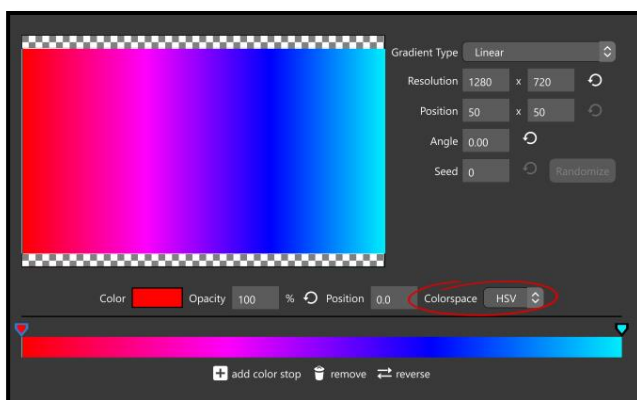 Gradient Type Linear
Resolution 1280 x 720
Position 50 x 50
Angle 0.00
Seed 0 Randomize
Color Opacity 100 % Position 0.0 Colorspace HSV
add color stop remove reverse